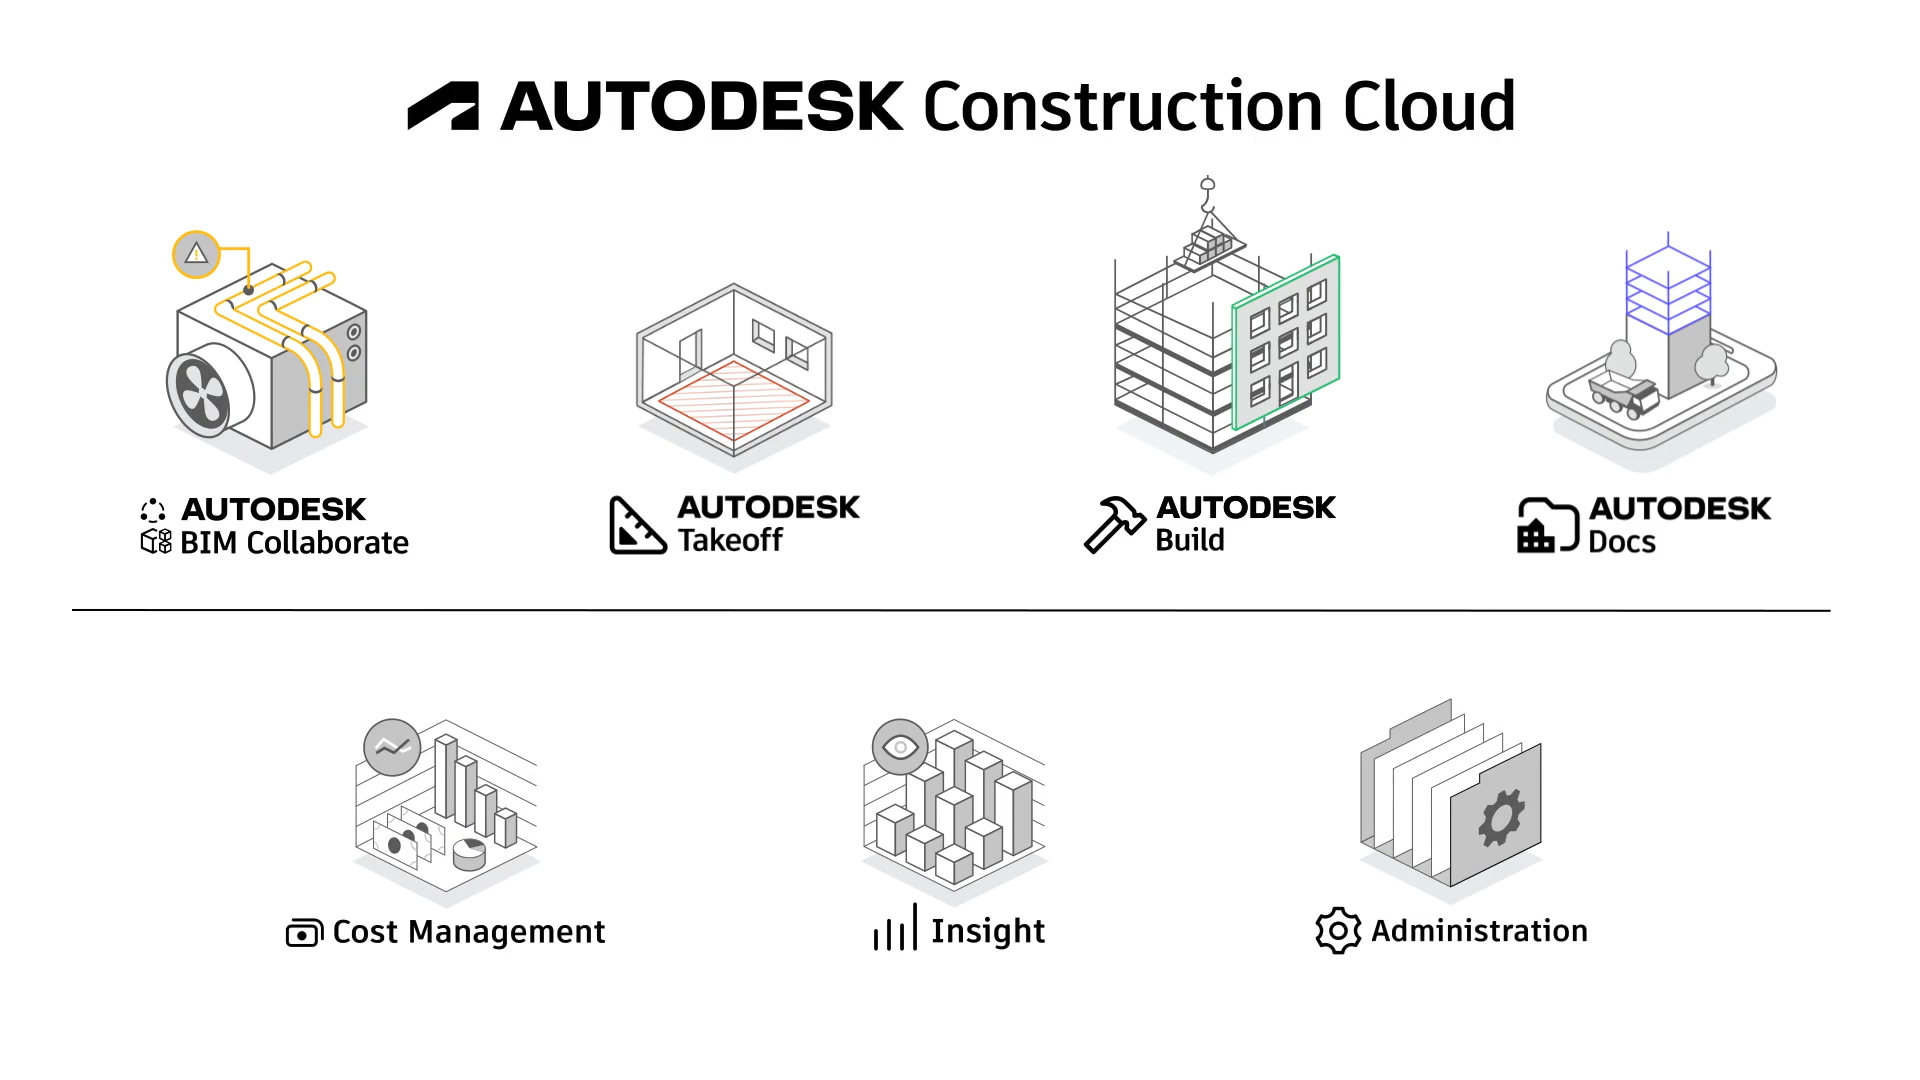 AUTODESK Construction Cloud
AUTODESK
BIM Collaborate
AUTODESK
Takeoff
AUTODESK
Build
AUTODESK
Docs
Cost Management
Insight
Administration